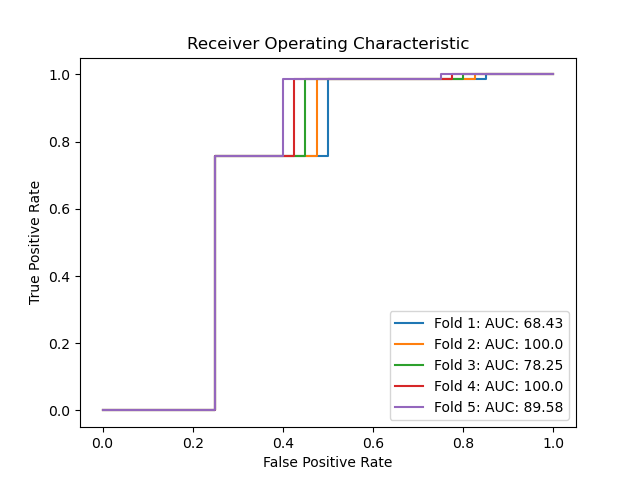 Receiver Operating Characteristic
True Positive Rate
1.0
0.8
0.6
0.4
0.2
0.0
Fold 1: AUC: 68.43
Fold 2: AUC: 100.0
Fold 3: AUC: 78.25
Fold 4: AUC: 100.0
Fold 5: AUC: 89.58
0.0 0.2 0.4 0.6 0.8 1.0
False Positive Rate